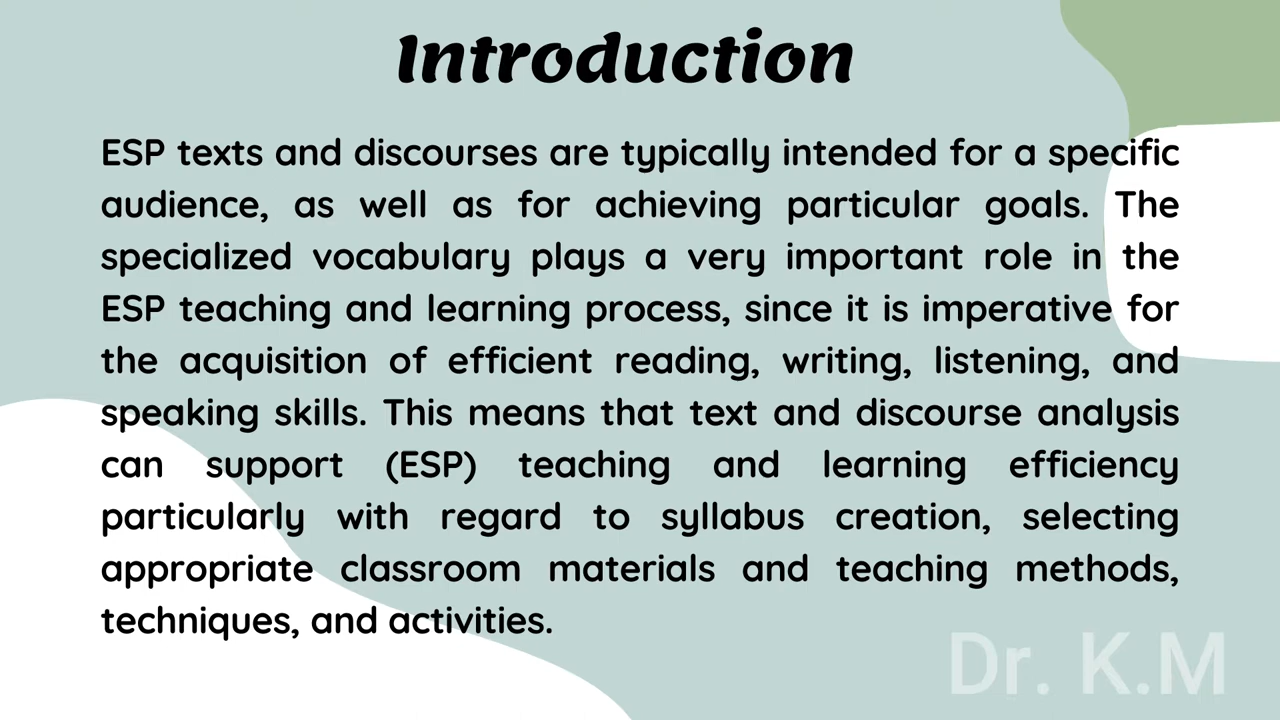 Introduction
ESP texts and discourses are typically intended for a specific
audience, as well as for achieving particular goals. The
specialized vocabulary plays a very important role in the
ESP teaching and learning process, since it is imperative for
the acquisition of efficient reading, writing, listening, and
speaking skills. This means that text and discourse analysis
can support (ESP) teaching and learning efficiency
particularly with regard to syllabus creation, selecting
appropriate classroom materials and teaching methods,
techniques, and activities.
Dr. K.M